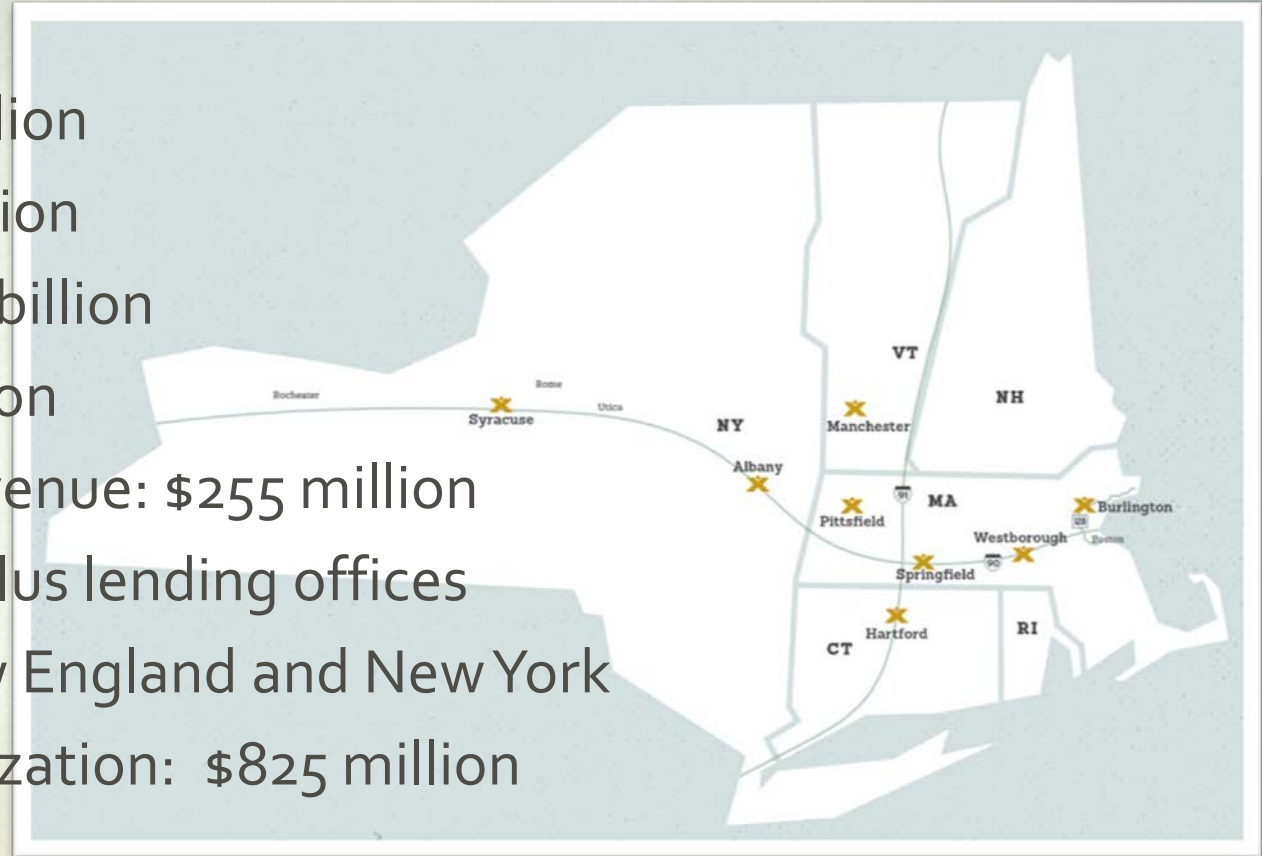 lion
ion
billion
on
venue: $255 million
lus lending offices
England and New York
zation: $825 million
VT
NH
Rochester
Rome
Utica
Syracuse
NY
Manchester
Albany
Pittsfield
91
MA
Burlington
128
Boston
Westborough
90
Springfield
Hartford
CT
RI